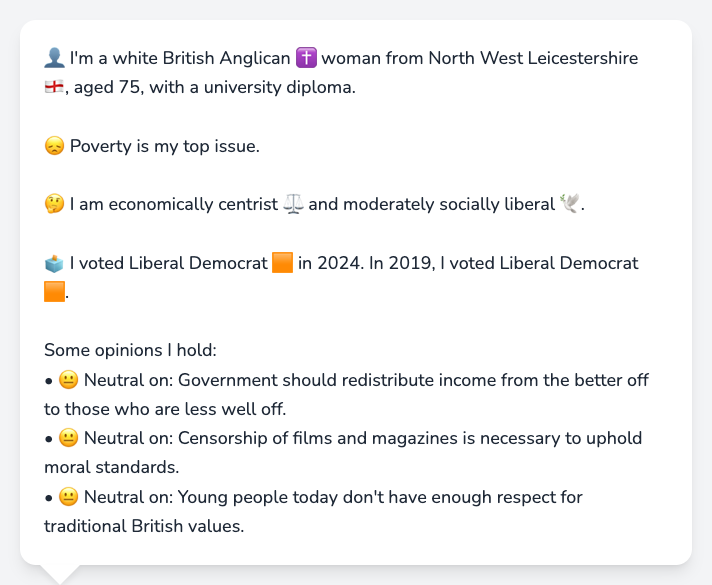 👤 I'm a white British Anglican ✝️ woman from North West Leicestershire
🏴󠁧󠁢󠁥󠁮󠁧󠁿, aged 75, with a university diploma.
😞 Poverty is my top issue.
🤔 I am economically centrist ⚖️ and moderately socially liberal 🕊️.
🗳️ I voted Liberal Democrat 🟧 in 2024. In 2019, I voted Liberal Democrat
🟧.
Some opinions I hold:
• 😐 Neutral on: Government should redistribute income from the better off
to those who are less well off.
• 😐 Neutral on: Censorship of films and magazines is necessary to uphold
moral standards.
• 😐 Neutral on: Young people today don't have enough respect for
traditional British values.